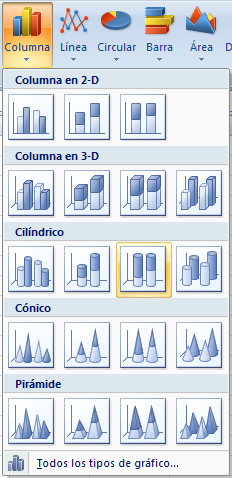 Columna Línea Circular Barra Área D
Columna en 2-D
Columna en 3-D
Cilíndrico
Cónico
Pirámide
Todos los tipos de gráfico...